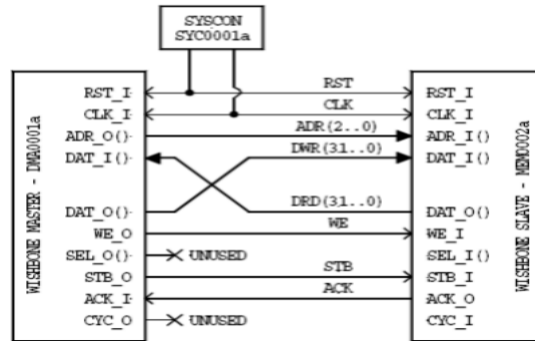 SYSCON
SYC0001a
WISHBONE MASTER - DMA0001a
RST_I
RST
RST_I
CLK_I
CLK
CLK_I
ADR_O()
ADR(2..0)
ADR_I()
DAT_I()
DWR(31..0)
DAT_I()
DAT_O()
DRD(31..0)
DAT_O()
WE_O
WE
WE_I
SEL_O()
UNUSED
SEL_I()
STB_O
STB
STB_I
ACK_I
ACK
ACK_O
CYC_O
UNUSED
CYC_I
WISHBONE SLAVE - MEM0002a